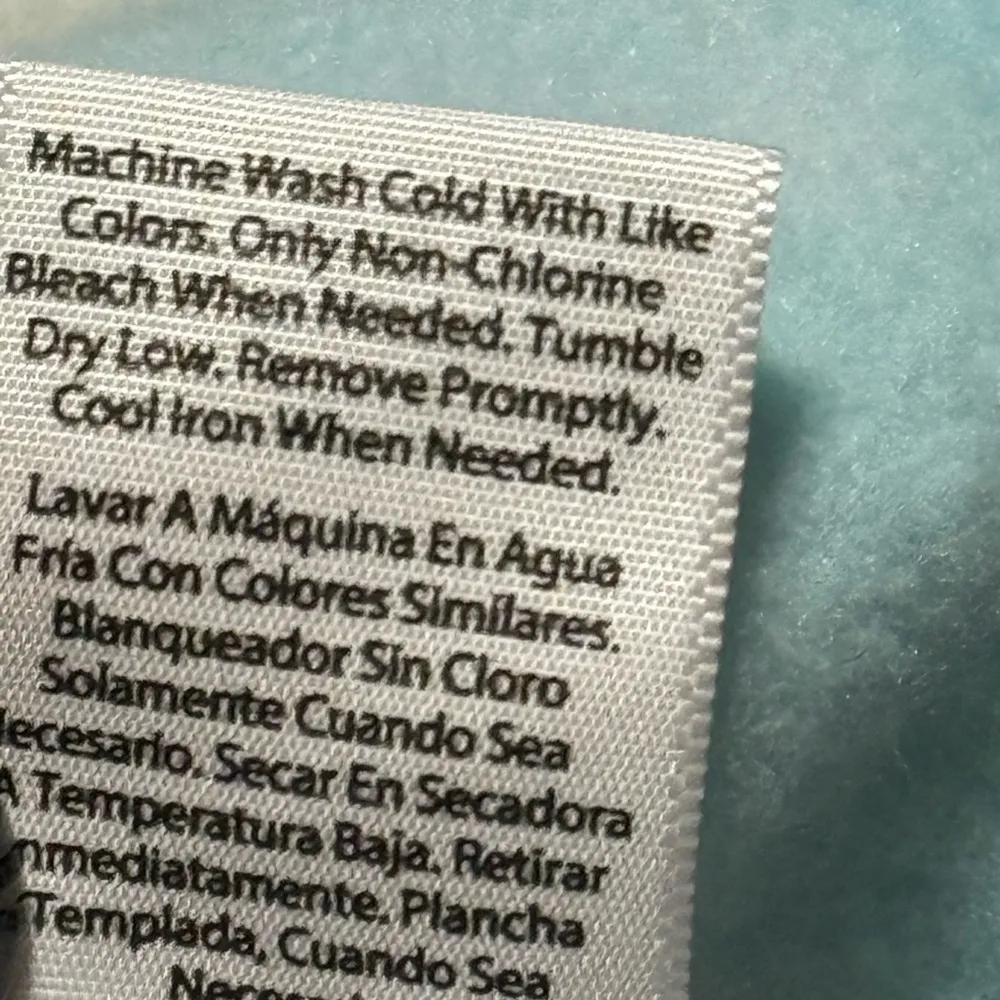 Machine Wash Cold With Like
Colors. Only Non-Chlorine
Bleach When Needed. Tumble
Dry Low. Remove Promptly.
Cool Iron When Needed.
Lavar A Máquina En Agua
Fría Con Colores Similares.
Blanqueador Sin Cloro
Solamente Cuando Sea
ecesario. Secar En Secadora
A Temperatura Baja. Retirar
nmediatamente. Plancha
Templada, Cuando Sea